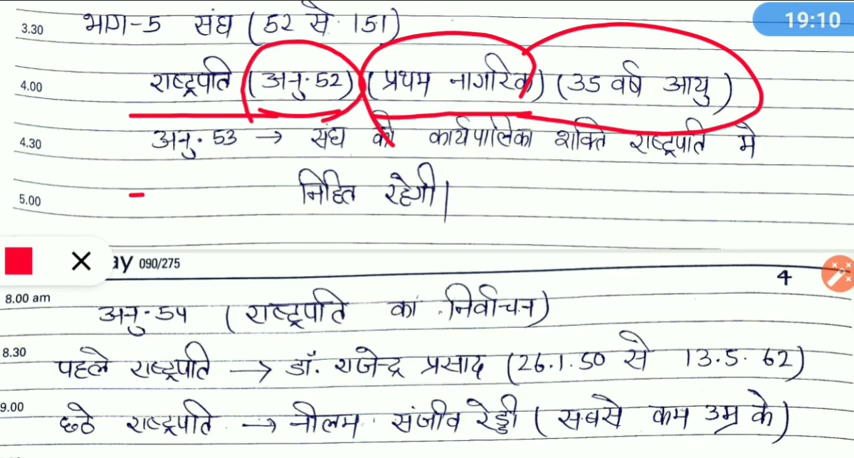 3.30 भाग-5 संघ (52 से 151)
19:10
4.00 राष्ट्रपति (अनु.52) (प्रथम नागरिक) (35 वर्ष आयु)
4.30 अनु. 53 → संघ की कार्यपालिका शक्ति राष्ट्रपति मे
5.00 निहित रहेगी|
ay 090/275
4
8.00 am अनु-54 (राष्ट्रपति का निर्वाचन)
8.30 पहले राष्ट्रपति → डॉ. राजेन्द्र प्रसाद (26.1.50 से 13.5.62)
9.00 छठे राष्ट्रपति → नीलम संजीव रेड्डी (सबसे कम उम्र के)